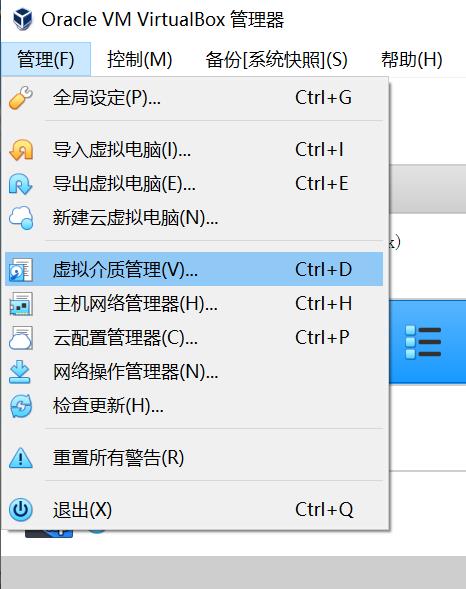 Oracle VM VirtualBox 管理器
管理(F) 控制(M) 备份[系统快照](S) 帮助(H)
全局设定(P)... Ctrl+G
导入虚拟电脑(I)... Ctrl+I
导出虚拟电脑(E)... Ctrl+E
新建云虚拟电脑(N)...
k)
虚拟介质管理(V)... Ctrl+D
主机网络管理器(H)... Ctrl+H
云配置管理器(C)... Ctrl+P
网络操作管理器(N)...
检查更新(H)...
重置所有警告(R)
退出(X) Ctrl+Q